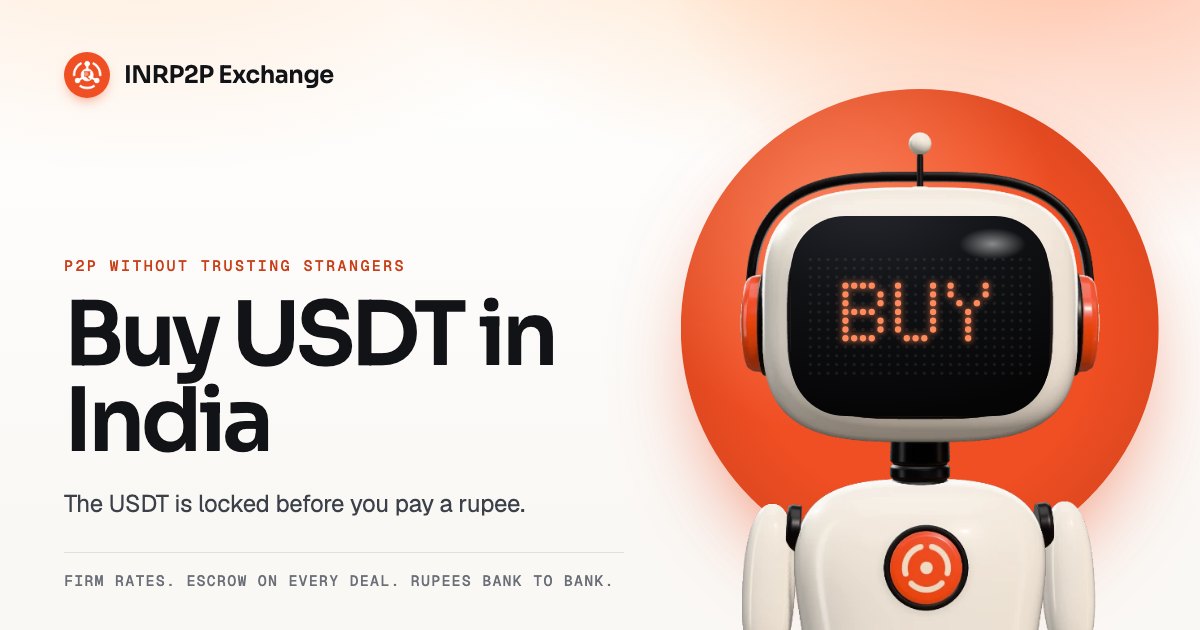 INRP2P Exchange
P2P WITHOUT TRUSTING STRANGERS
Buy USDT in
India
The USDT is locked before you pay a rupee.
FIRM RATES. ESCROW ON EVERY DEAL. RUPEES BANK TO BANK.
BUY